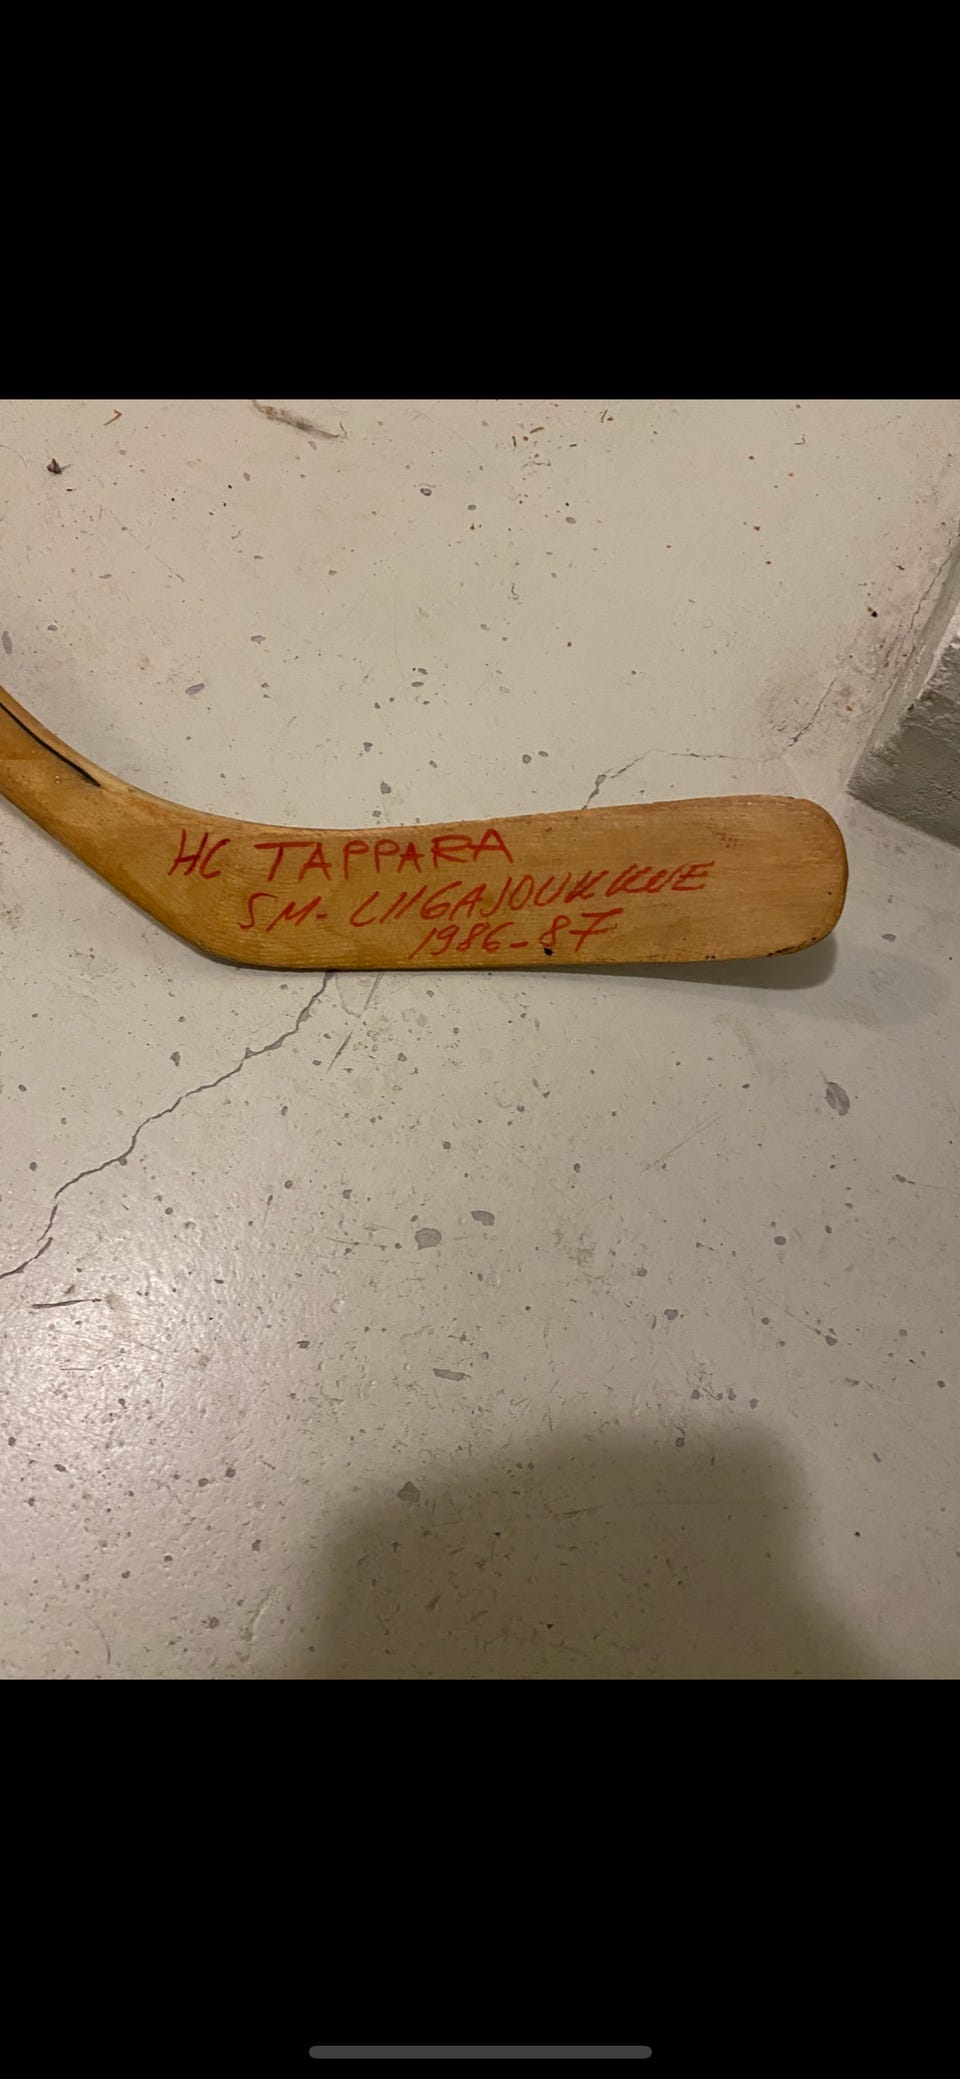 HC TAPPARA
SM-LIIGAJOUKKUE
1986-87